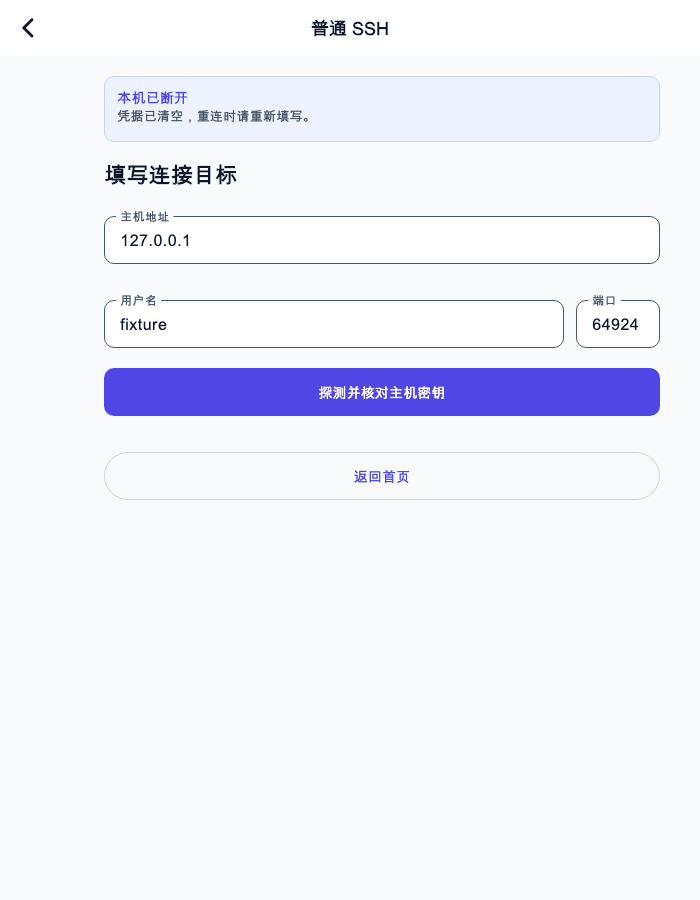 普通 SSH
本机已断开
凭据已清空，重连时请重新填写。
填写连接目标
主机地址
127.0.0.1
用户名
fixture
端口
64924
探测并核对主机密钥
返回首页